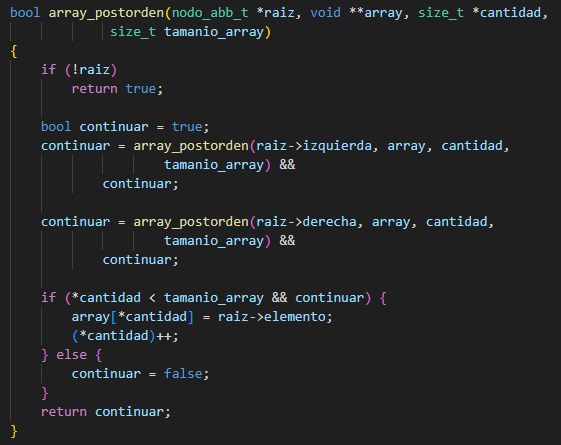 bool array_postorden(nodo_abb_t *raiz, void **array, size_t *cantidad,
size_t tamanio_array)
{
if (!raiz)
return true;
bool continuar = true;
continuar = array_postorden(raiz->izquierda, array, cantidad,
tamanio_array) &&
continuar;
continuar = array_postorden(raiz->derecha, array, cantidad,
tamanio_array) &&
continuar;
if (*cantidad < tamanio_array && continuar) {
array[*cantidad] = raiz->elemento;
(*cantidad)++;
} else {
continuar = false;
}
return continuar;
}